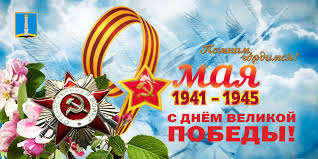 Помним, гордимся!
9 МАЯ
1941 – 1945
С ДНЁМ ВЕЛИКОЙ
ПОБЕДЫ!